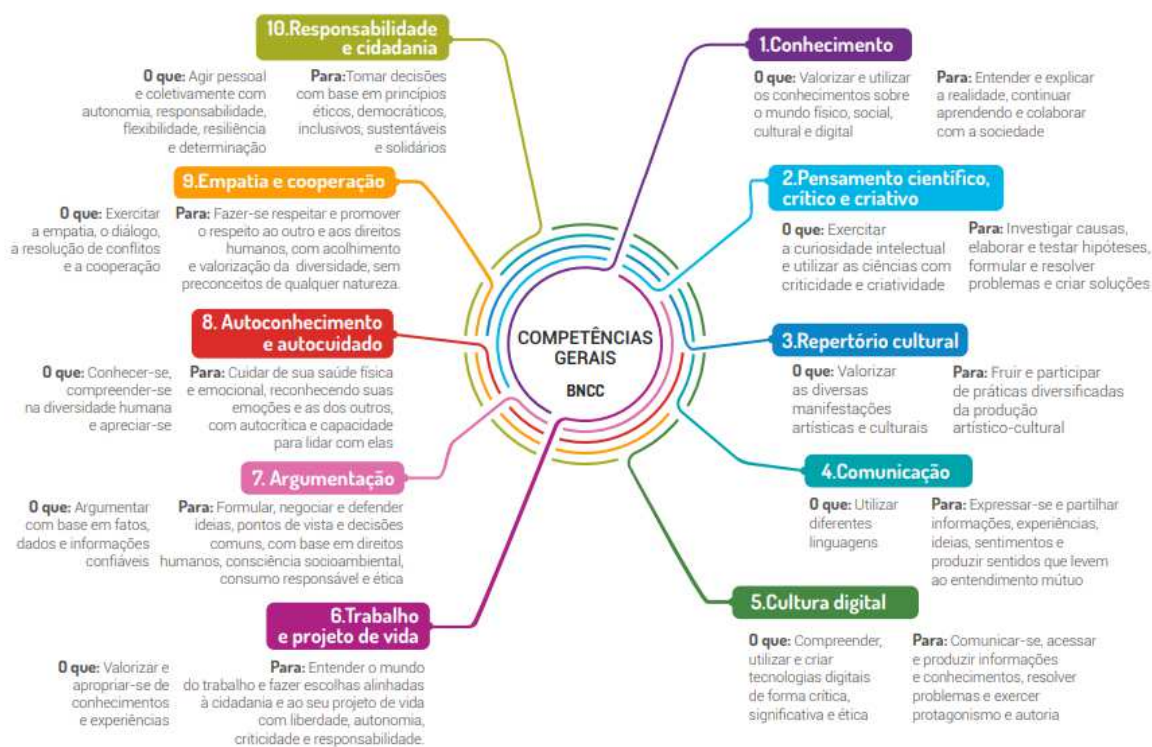 COMPETÊNCIAS
GERAIS
BNCC
1.Conhecimento
O que: Valorizar e utilizar
os conhecimentos sobre
o mundo físico, social,
cultural e digital
Para: Entender e explicar
a realidade, continuar
aprendendo e colaborar
com a sociedade
2.Pensamento científico,
crítico e criativo
O que: Exercitar
a curiosidade intelectual
e utilizar as ciências com
criticidade e criatividade
Para: Investigar causas,
elaborar e testar hipóteses,
formular e resolver
problemas e criar soluções
3.Repertório cultural
O que: Valorizar
as diversas
manifestações
artísticas e culturais
Para: Fruir e participar
de práticas diversificadas
da produção
artístico-cultural
4.Comunicação
O que: Utilizar
diferentes
linguagens
Para: Expressar-se e partilhar
informações, experiências,
ideias, sentimentos e
produzir sentidos que levem
ao entendimento mútuo
5.Cultura digital
O que: Compreender,
utilizar e criar
tecnologias digitais
de forma crítica,
significativa e ética
Para: Comunicar-se, acessar
e produzir informações
e conhecimentos, resolver
problemas e exercer
protagonismo e autoria
6.Trabalho
e projeto de vida
O que: Valorizar e
apropriar-se de
conhecimentos
e experiências
Para: Entender o mundo
do trabalho e fazer escolhas alinhadas
à cidadania e ao seu projeto de vida
com liberdade, autonomia,
criticidade e responsabilidade.
7. Argumentação
O que: Argumentar
com base em fatos,
dados e informações
confiáveis
Para: Formular, negociar e defender
ideias, pontos de vista e decisões
comuns, com base em direitos
humanos, consciência socioambiental,
consumo responsável e ética
8. Autoconhecimento
e autocuidado
O que: Conhecer-se,
compreender-se
na diversidade humana
e apreciar-se
Para: Cuidar de sua saúde física
e emocional, reconhecendo suas
emoções e as dos outros,
com autocrítica e capacidade
para lidar com elas
9.Empatia e cooperação
O que: Exercitar
a empatia, o diálogo,
a resolução de conflitos
e a cooperação
Para: Fazer-se respeitar e promover
o respeito ao outro e aos direitos
humanos, com acolhimento
e valorização da diversidade, sem
preconceitos de qualquer natureza.
10.Responsabilidade
e cidadania
O que: Agir pessoal
e coletivamente com
autonomia, responsabilidade,
flexibilidade, resiliência
e determinação
Para:Tomar decisões
com base em princípios
éticos, democráticos,
inclusivos, sustentáveis
e solidários